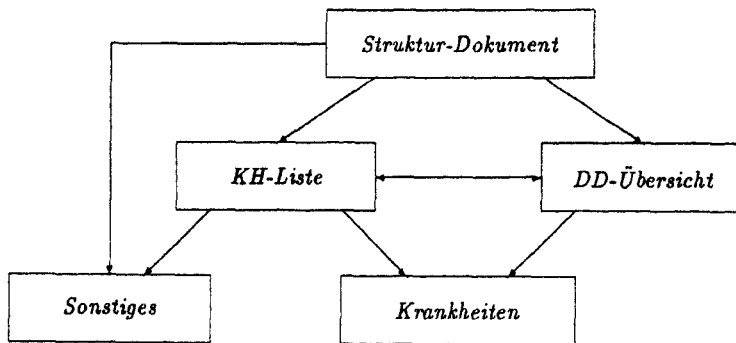 Struktur-Dokument
KH-Liste
DD-Übersicht
Sonstiges
Krankheiten